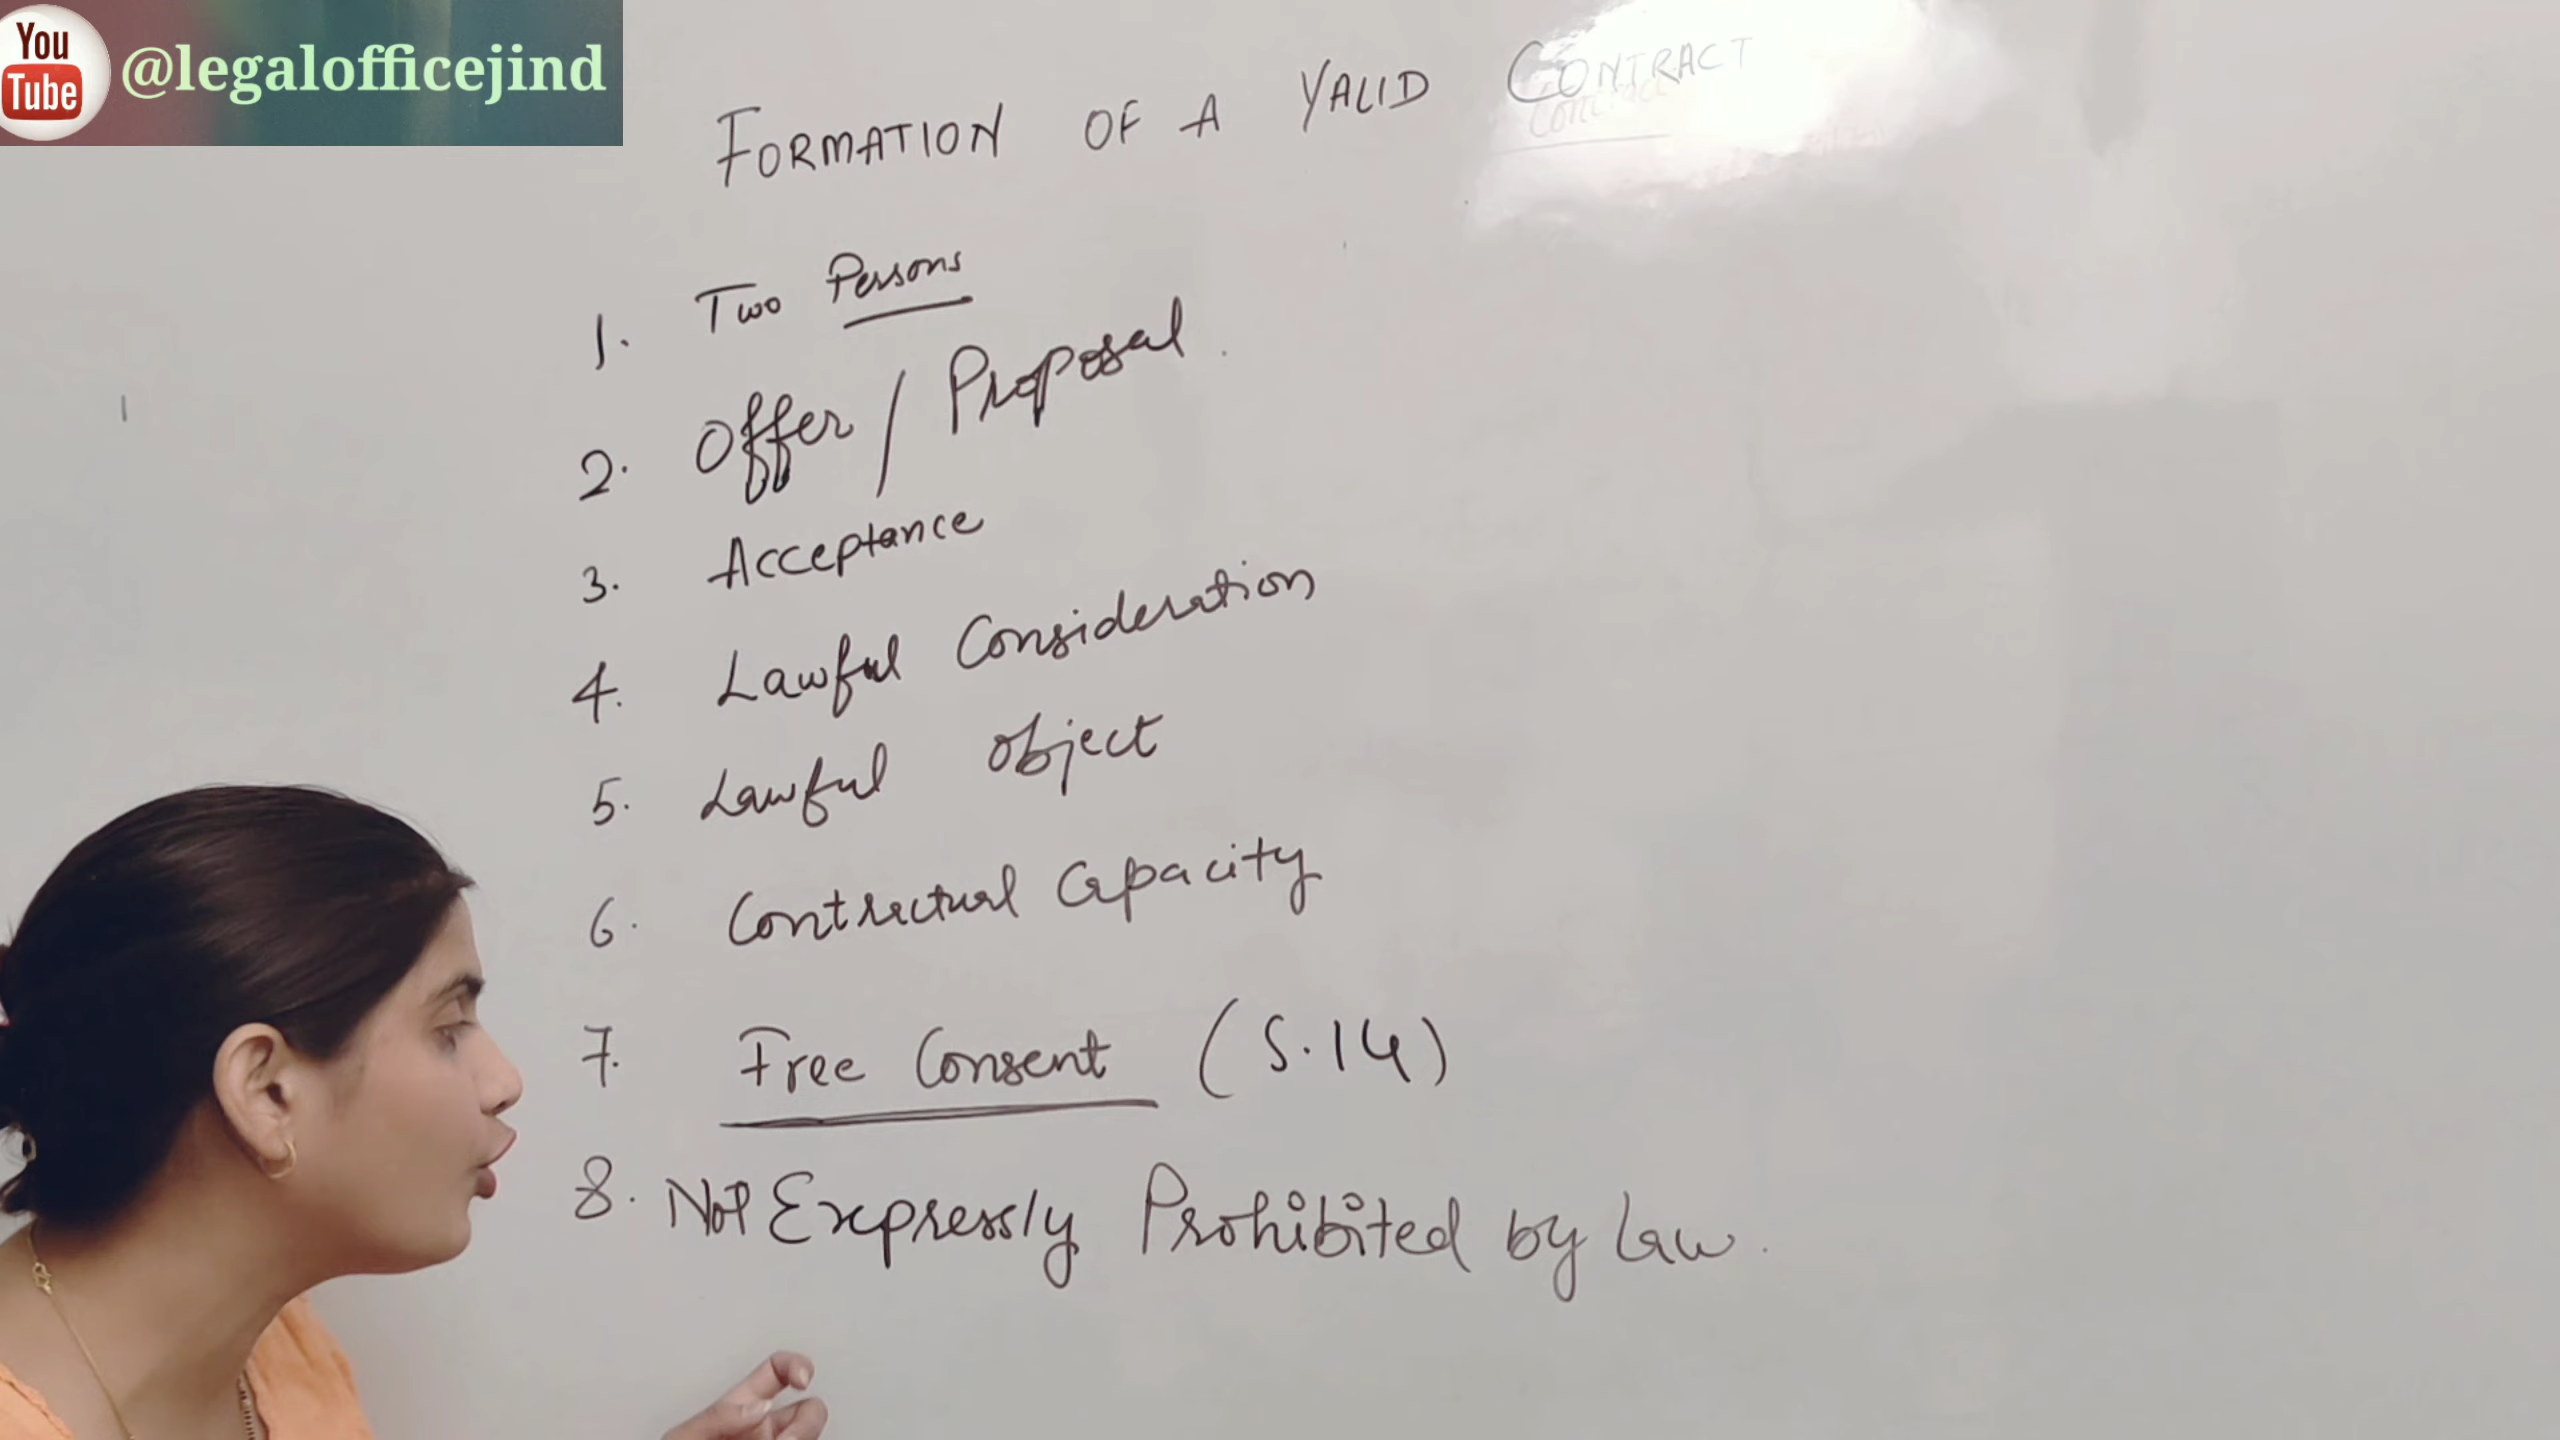 You
Tube
@legalofficejind
FORMATION OF A VALID CONTRACT
1. Two Persons
2. Offer / Proposal.
3. Acceptance
4. Lawful Consideration
5. Lawful object
6. Contractual Capacity
7. Free Consent (S.14)
8. Not Expressly Prohibited by Law.